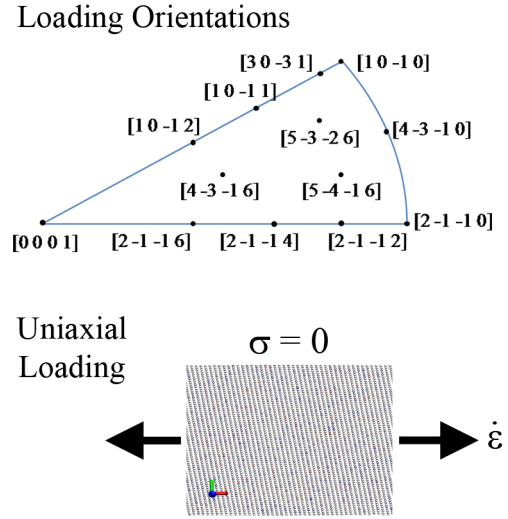 Loading Orientations
[3 0 -3 1]
[1 0 -1 0]
[1 0 -1 1]
[1 0 -1 2]
[5 -3 -2 6]
[4 -3 -1 0]
[4 -3 -1 6]
[5 -4 -1 6]
[2 -1 -1 0]
[0 0 0 1]
[2 -1 -1 6]
[2 -1 -1 4]
[2 -1 -1 2]
Uniaxial
Loading
σ = 0
ε̇